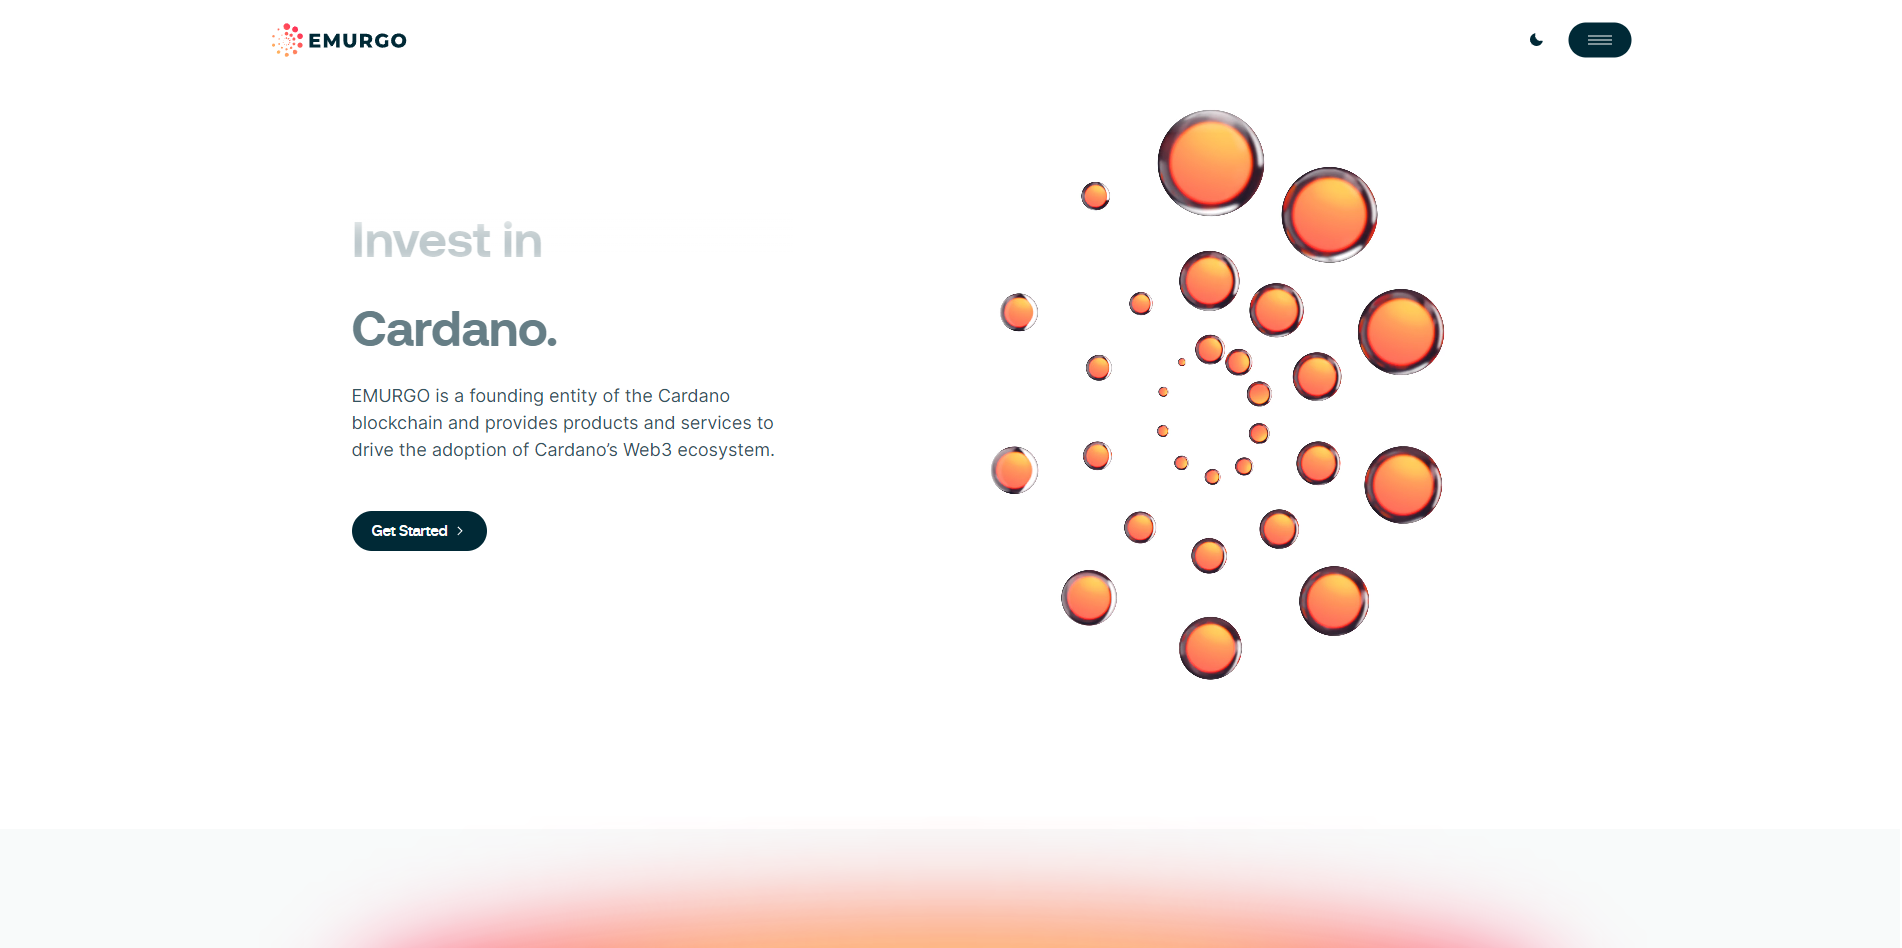 EMURGO
Invest in
Cardano.
EMURGO is a founding entity of the Cardano
blockchain and provides products and services to
drive the adoption of Cardano’s Web3 ecosystem.
Get Started